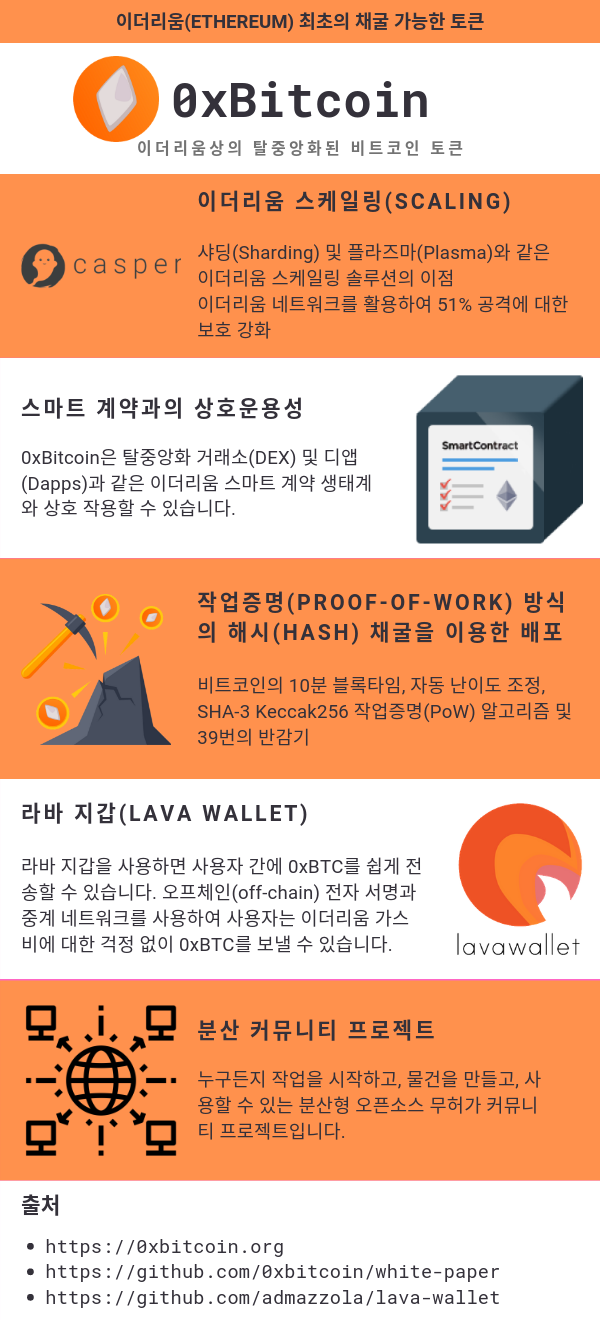 이더리움(ETHEREUM) 최초의 채굴 가능한 토큰
0xBitcoin
이더리움상의 탈중앙화된 비트코인 토큰
이더리움 스케일링(SCALING)
casper
샤딩(Sharding) 및 플라즈마(Plasma)와 같은
이더리움 스케일링 솔루션의 이점
이더리움 네트워크를 활용하여 51% 공격에 대한
보호 강화
스마트 계약과의 상호운용성
0xBitcoin은 탈중앙화 거래소(DEX) 및 디앱
(Dapps)과 같은 이더리움 스마트 계약 생태계
와 상호 작용할 수 있습니다.
SmartContract
작업증명(PROOF-OF-WORK) 방식
의 해시(HASH) 채굴을 이용한 배포
비트코인의 10분 블록타임, 자동 난이도 조정,
SHA-3 Keccak256 작업증명(PoW) 알고리즘 및
39번의 반감기
라바 지갑(LAVA WALLET)
라바 지갑을 사용하면 사용자 간에 0xBTC를 쉽게 전
송할 수 있습니다. 오프체인(off-chain) 전자 서명과
중계 네트워크를 사용하여 사용자는 이더리움 가스
비에 대한 걱정 없이 0xBTC를 보낼 수 있습니다.
lavawallet
분산 커뮤니티 프로젝트
누구든지 작업을 시작하고, 물건을 만들고, 사
용할 수 있는 분산형 오픈소스 무허가 커뮤니
티 프로젝트입니다.
출처
• https://0xbitcoin.org
• https://github.com/0xbitcoin/white-paper
• https://github.com/admazzola/lava-wallet